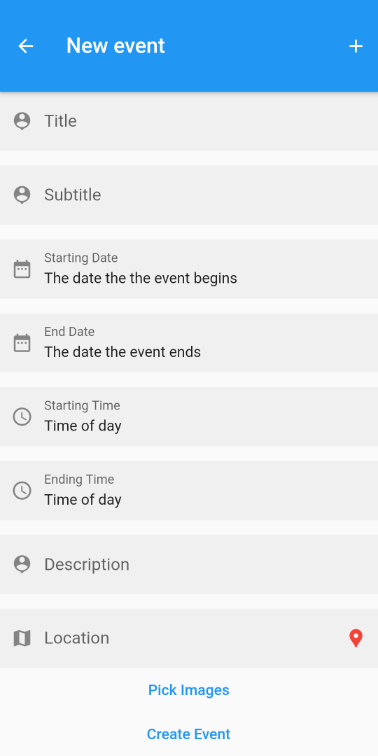 New event
Title
Subtitle
Starting Date
The date the the event begins
End Date
The date the event ends
Starting Time
Time of day
Ending Time
Time of day
Description
Location
Pick Images
Create Event